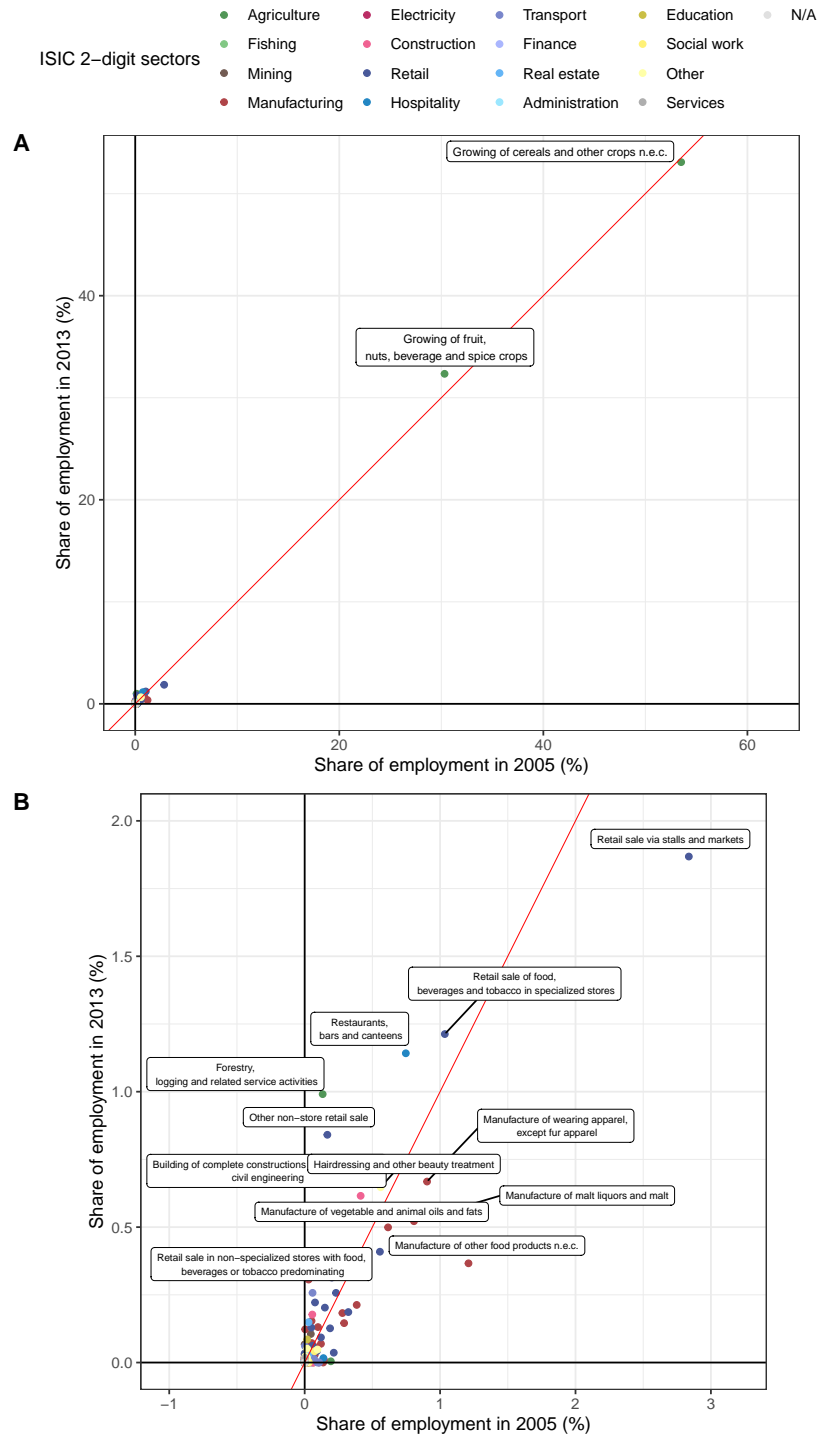 ISIC 2−digit sectors
Agriculture Electricity Transport Education N/A
Fishing Construction Finance Social work
Mining Retail Real estate Other
Manufacturing Hospitality Administration Services
A
Growing of cereals and other crops n.e.c.
Growing of fruit,
nuts, beverage and spice crops
40
20
0
Share of employment in 2013 (%)
0 20 40 60
Share of employment in 2005 (%)
B
2.0
Retail sale via stalls and markets
1.5
Retail sale of food,
beverages and tobacco in specialized stores
Restaurants,
bars and canteens
Forestry,
logging and related service activities
1.0
Other non−store retail sale
Manufacture of wearing apparel,
except fur apparel
Building of complete constructions
civil engineering
Hairdressing and other beauty treatment
Manufacture of malt liquors and malt
Manufacture of vegetable and animal oils and fats
0.5
Manufacture of other food products n.e.c.
Retail sale in non−specialized stores with food,
beverages or tobacco predominating
0.0
Share of employment in 2013 (%)
−1 0 1 2 3
Share of employment in 2005 (%)